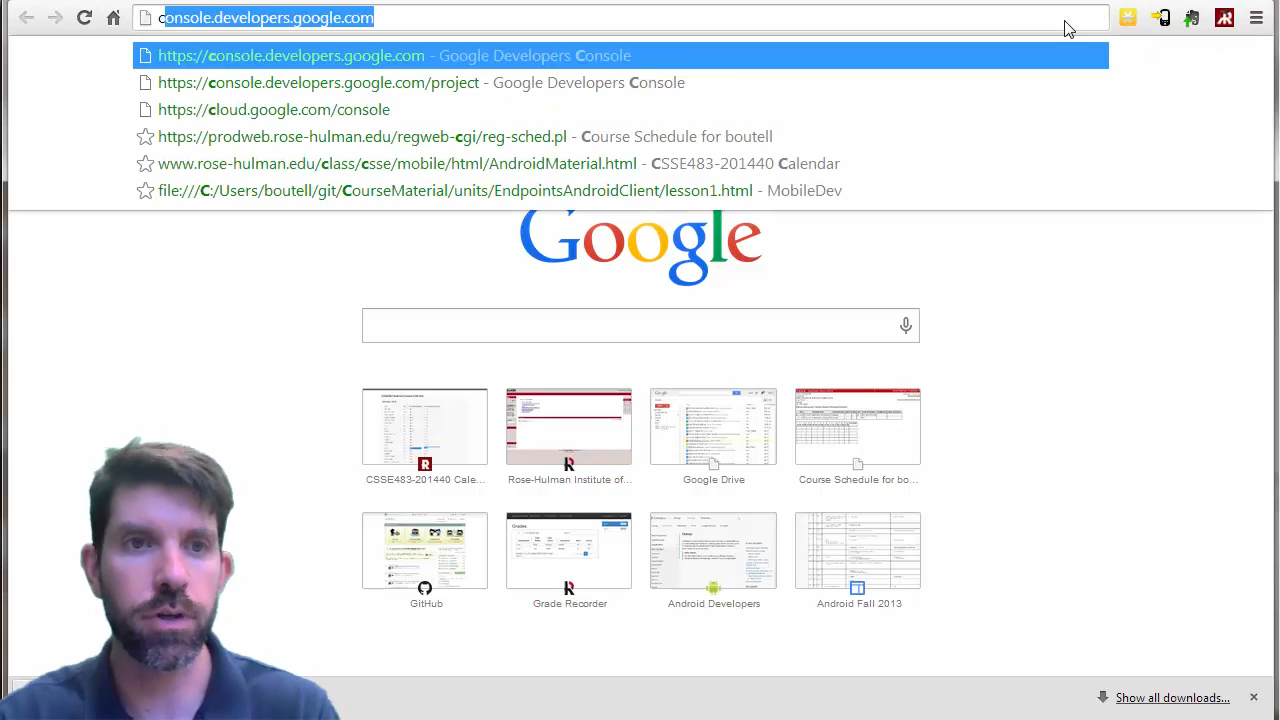 console.developers.google.com
https://console.developers.google.com - Google Developers Console
https://console.developers.google.com/project - Google Developers Console
https://cloud.google.com/console
https://prodweb.rose-hulman.edu/regweb-cgi/reg-sched.pl - Course Schedule for boutell
www.rose-hulman.edu/class/csse/mobile/html/AndroidMaterial.html - CSSE483-201440 Calendar
file:///C:/Users/boutell/git/CourseMaterial/units/EndpointsAndroidClient/lesson1.html - MobileDev
Google
CSSE483-201440 Cale...
Rose-Hulman Institute of...
Google Drive
Course Schedule for bo...
GitHub
Grade Recorder
Android Developers
Android Fall 2013
Show all downloads...